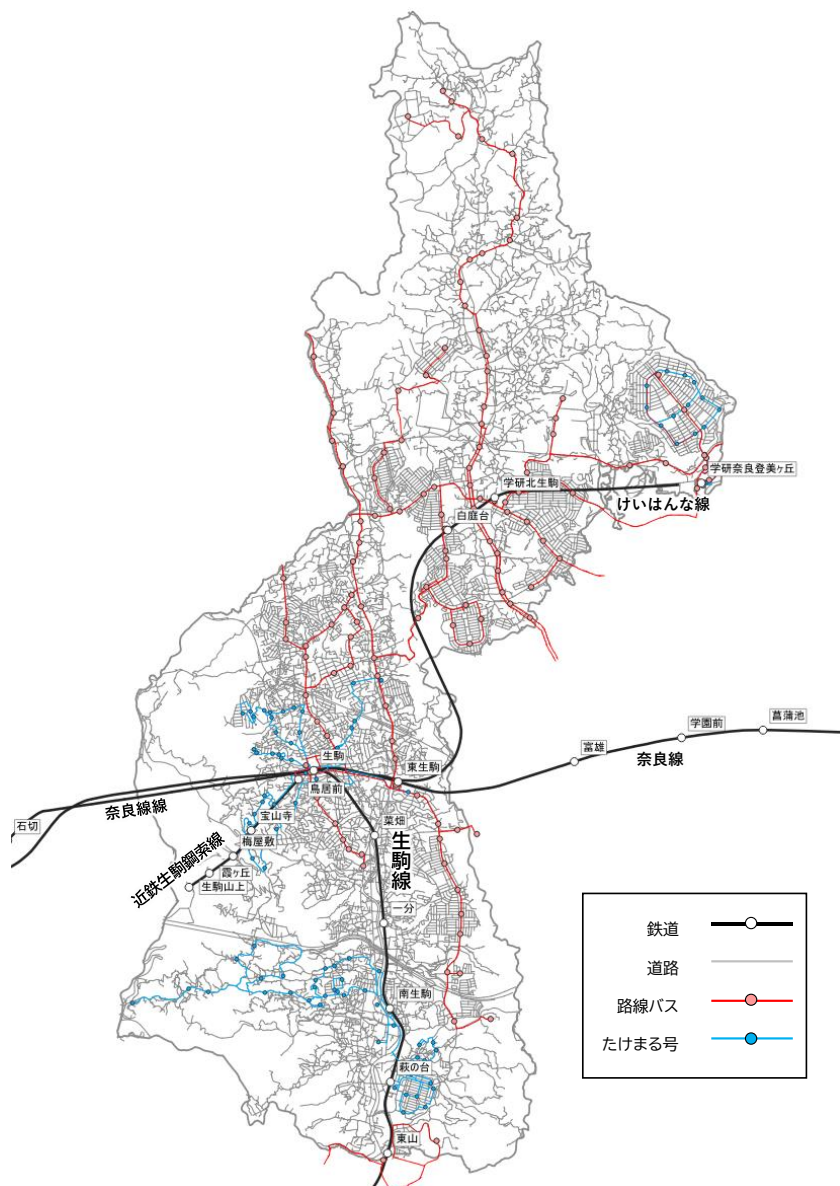 学研奈良登美ヶ丘
学研北生駒
けいはんな線
白庭台
菖蒲池
学園前
富雄
奈良線
生駒
東生駒
鳥居前
奈良線線
石切
宝山寺
菜畑
梅屋敷
生駒線
近鉄生駒鋼索線
霞ヶ丘
生駒山上
一分
南生駒
萩の台
東山
鉄道
道路
路線バス
たけまる号